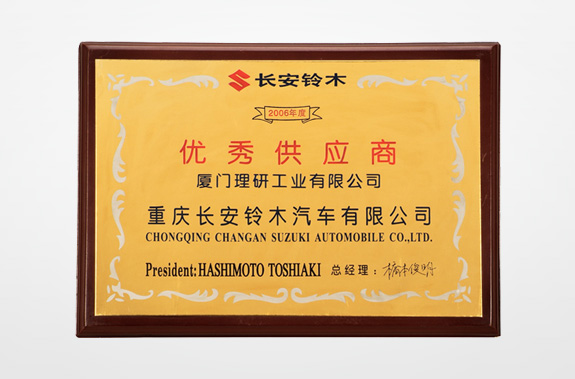 长安铃木
2006年度
优秀供应商
厦门理研工业有限公司
重庆长安铃木汽车有限公司
CHONGQING CHANGAN SUZUKI AUTOMOBILE CO.,LTD.
President: HASHIMOTO TOSHIAKI 总经理: